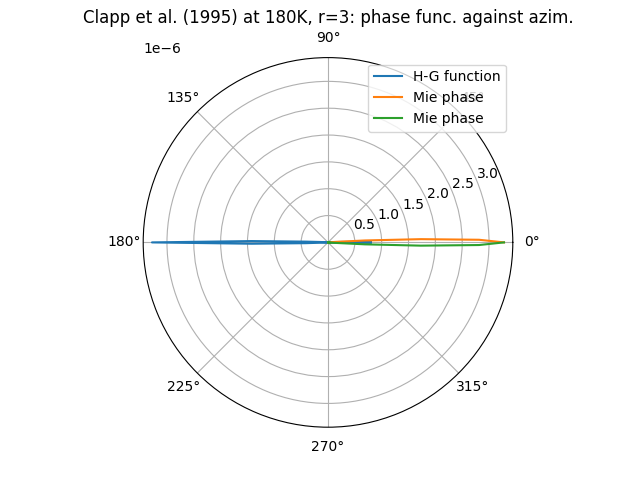 Clapp et al. (1995) at 180K, r=3: phase func. against azim.
1e−6
90°
H-G function
Mie phase
Mie phase
135°
180°
0°
0.5
1.0
1.5
2.0
2.5
3.0
225°
315°
270°